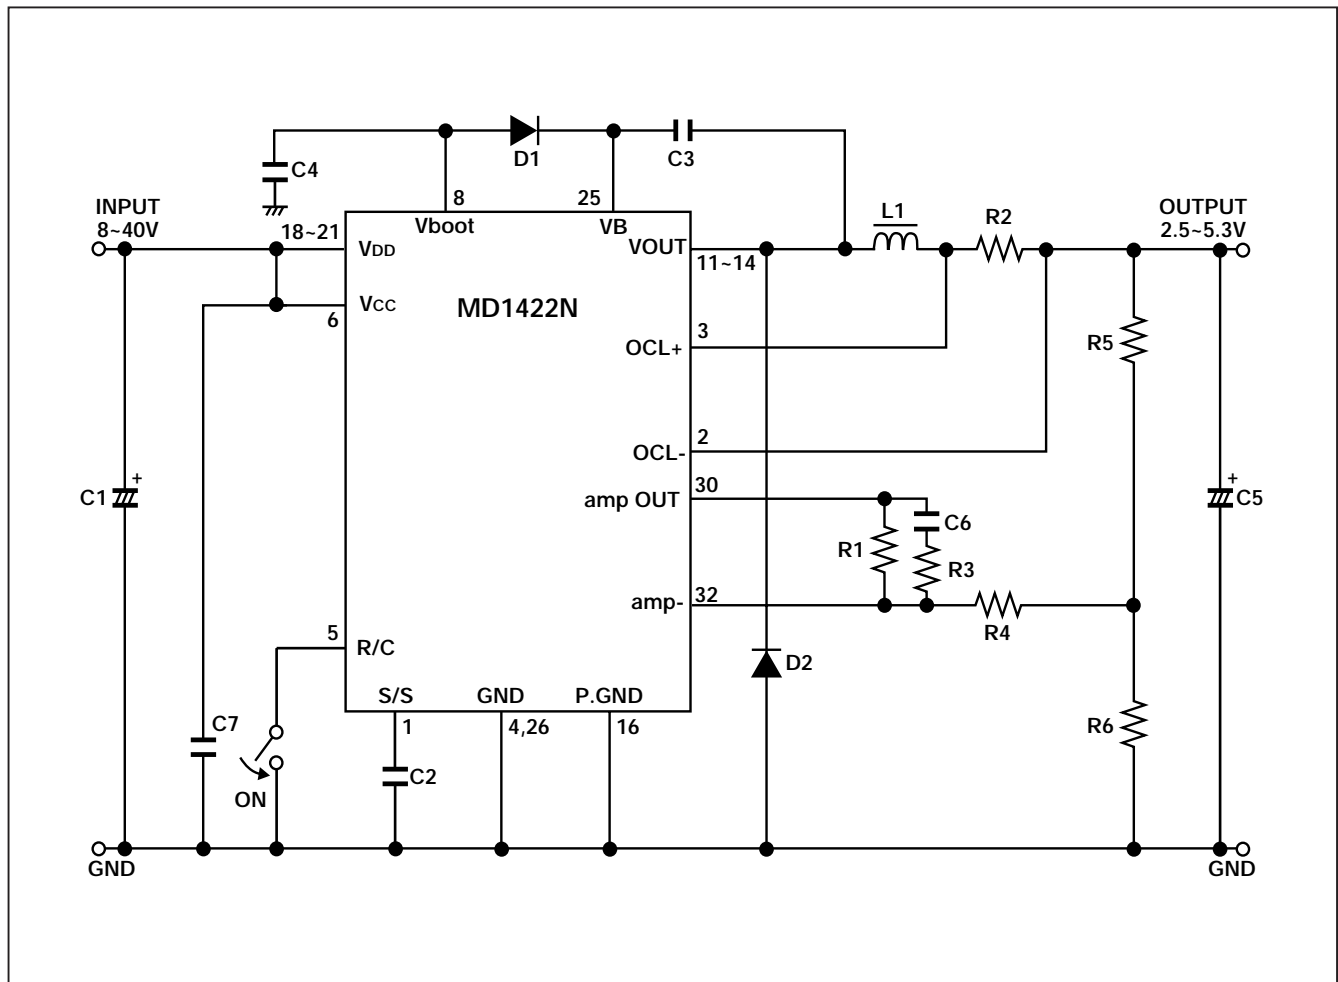 D1
C3
C4
8
25
INPUT
8~40V
18~21
Vboot
VB
L1
R2
OUTPUT
2.5~5.3V
VDD
VOUT
11~14
VCC
6
MD1422N
3
OCL+
R5
2
OCL-
C1
+
amp OUT
30
C6
R1
R3
+
C5
amp-
32
R4
5
R/C
D2
S/S
GND
P.GND
1
4,26
16
C7
R6
C2
ON
GND
GND